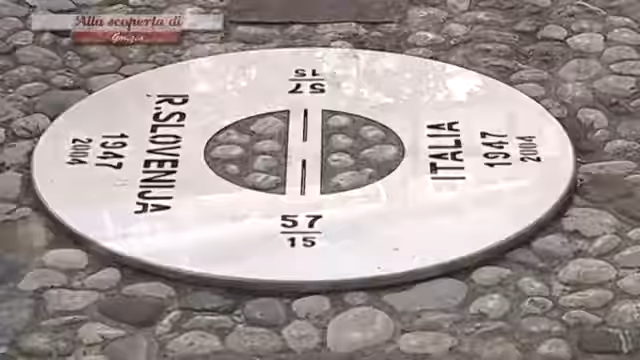 Alla scoperta di
Gorizia
57
15
R.SLOVENIJA
1947
2004
ITALIA
1947
2004
57
15